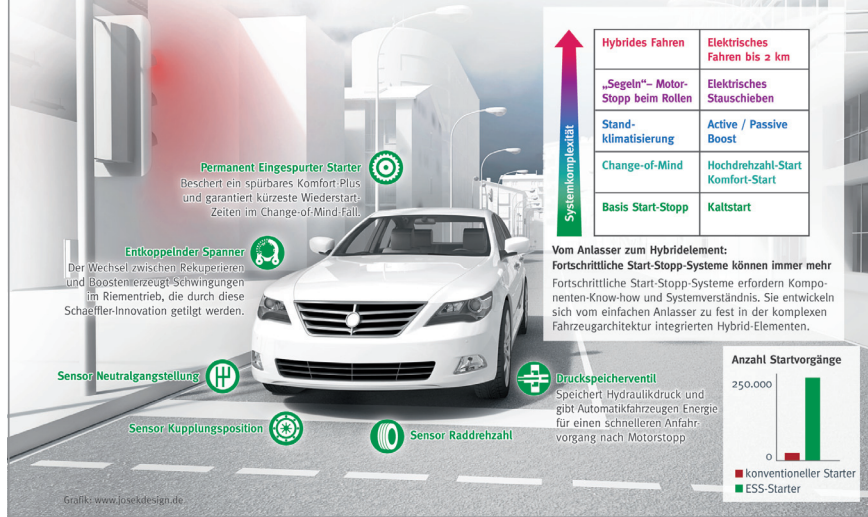 Hybrides Fahren
Elektrisches
Fahren bis 2 km
„Segeln“– Motor-
Stopp beim Rollen
Elektrisches
Stauschieben
Stand-
klimatisierung
Active / Passive
Boost
Change-of-Mind
Hochdrehzahl-Start
Komfort-Start
Basis Start-Stopp
Kaltstart
Systemkomplexität
Vom Anlasser zum Hybridelement:
Fortschrittliche Start-Stopp-Systeme können immer mehr
Fortschrittliche Start-Stopp-Systeme erfordern Kompo-
nenten-Know-how und Systemverständnis. Sie entwickeln
sich vom einfachen Anlasser zu fest in der komplexen
Fahrzeugarchitektur integrierten Hybrid-Elementen.
Permanent Eingespurter Starter
Beschert ein spürbares Komfort-Plus
und garantiert kürzeste Wiederstart-
Zeiten im Change-of-Mind-Fall.
Entkoppelnder Spanner
Der Wechsel zwischen Rekuperieren
und Boosten erzeugt Schwingungen
im Riementrieb, die durch diese
Schaeffler-Innovation getilgt werden.
Sensor Neutralgangstellung
Sensor Kupplungsposition
Sensor Raddrehzahl
Druckspeicherventil
Speichert Hydraulikdruck und
gibt Automatikfahrzeugen Energie
für einen schnelleren Anfahr-
vorgang nach Motorstopp
Anzahl Startvorgänge
250.000
0
konventioneller Starter
ESS-Starter
Grafik: www.josekdesign.de